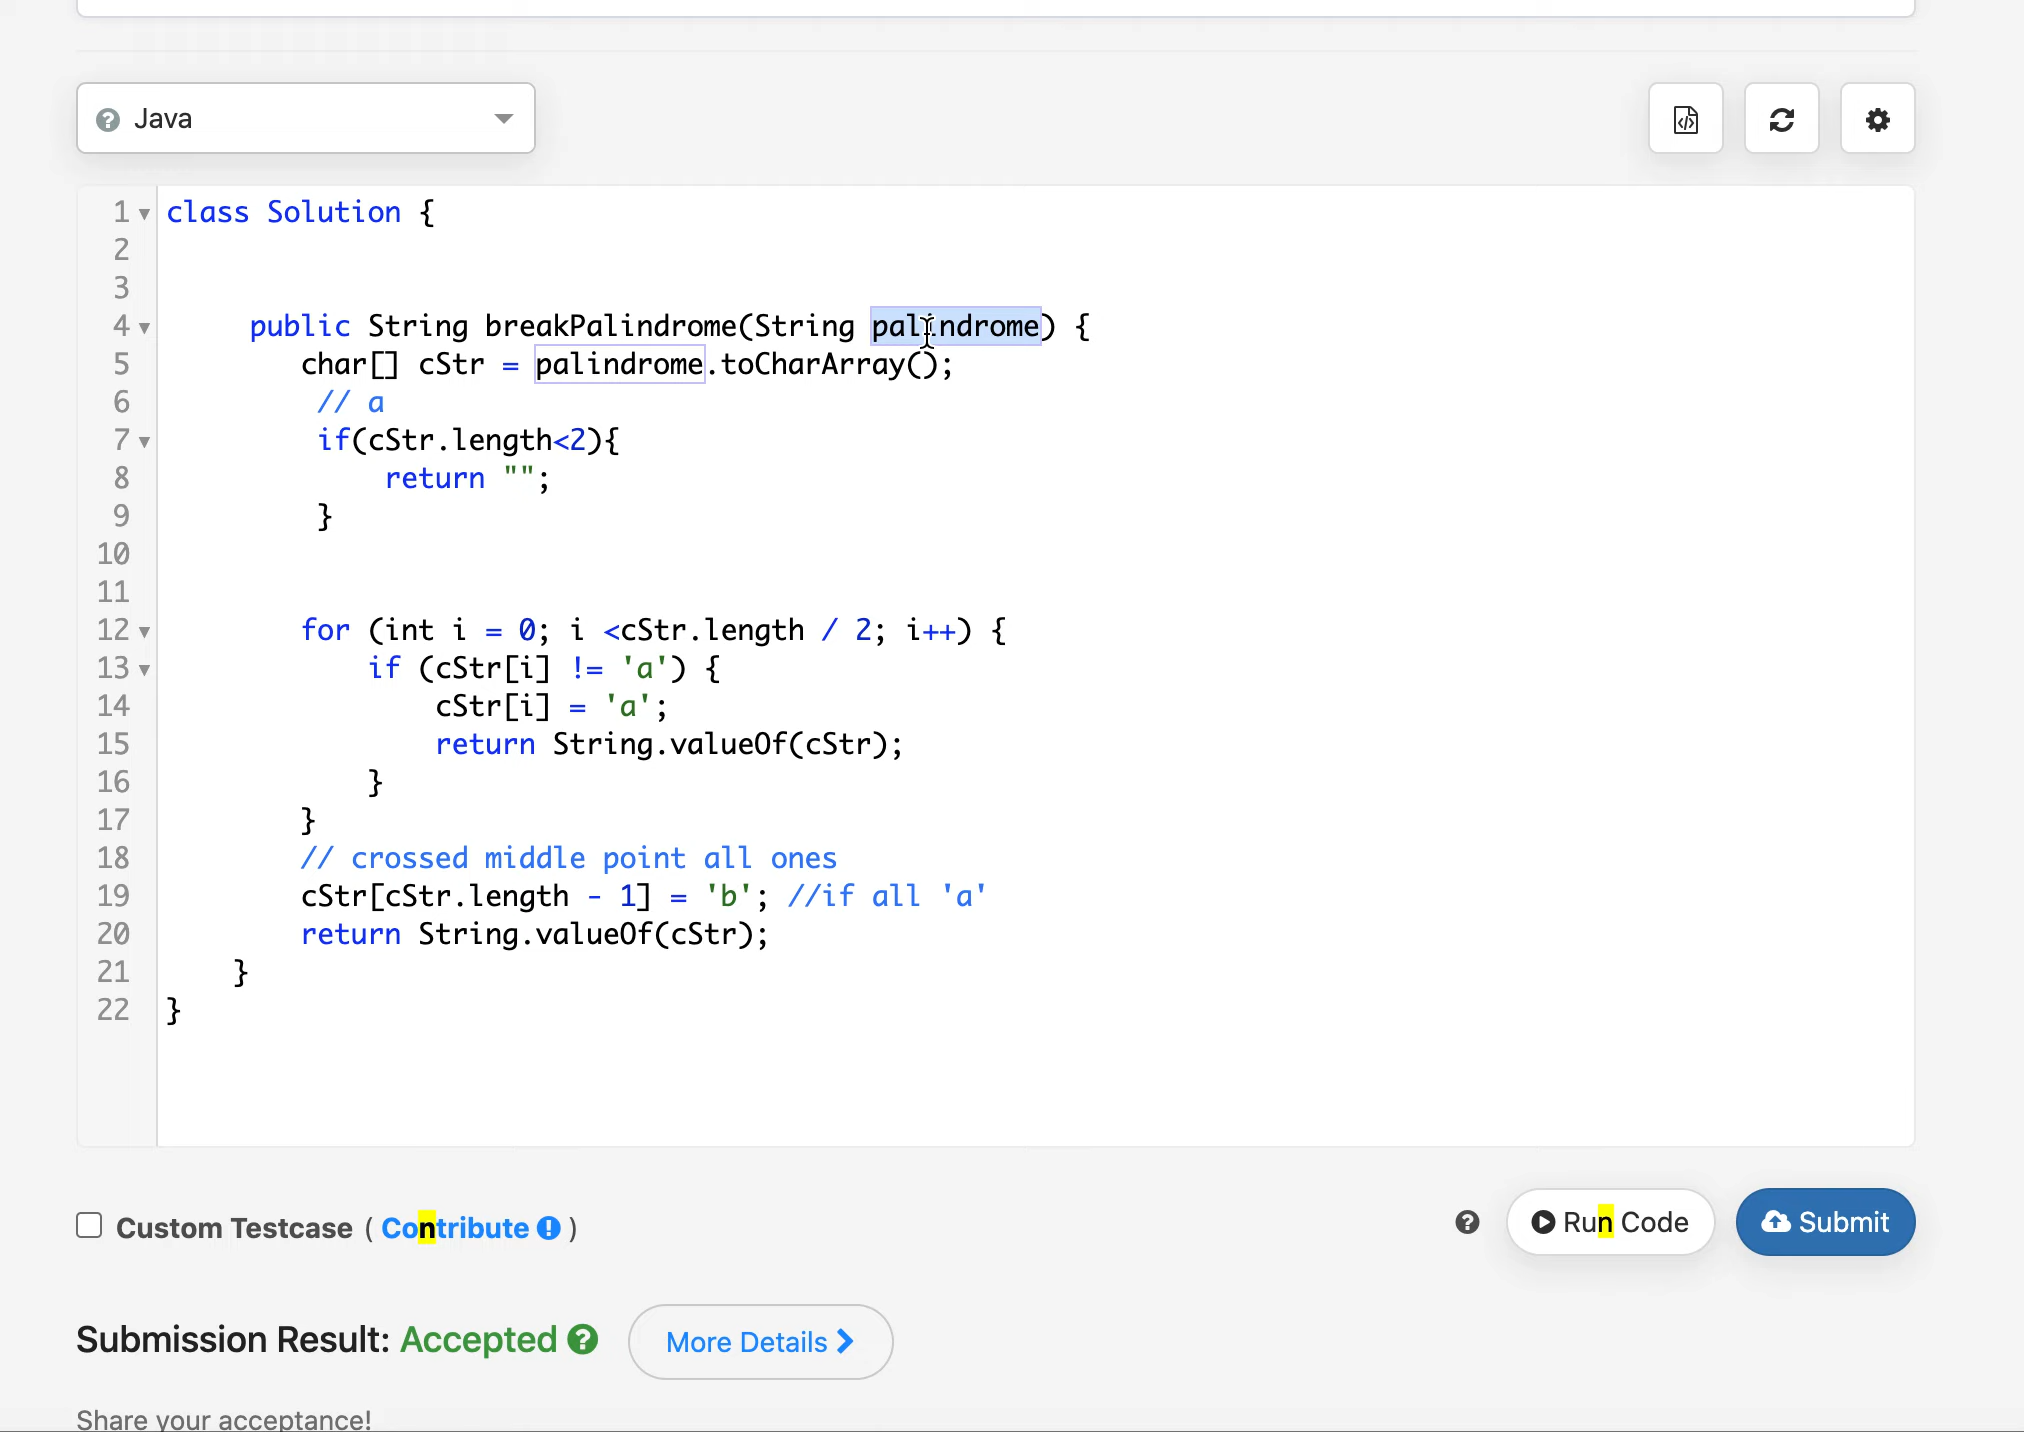 Java
1 class Solution {
2
3
4 public String breakPalindrome(String palindrome) {
5 char[] cStr = palindrome.toCharArray();
6 // a
7 if(cStr.length<2){
8 return "";
9 }
10
11
12 for (int i = 0; i <cStr.length / 2; i++) {
13 if (cStr[i] != 'a') {
14 cStr[i] = 'a';
15 return String.valueOf(cStr);
16 }
17 }
18 // crossed middle point all ones
19 cStr[cStr.length - 1] = 'b'; //if all 'a'
20 return String.valueOf(cStr);
21 }
22 }
Custom Testcase ( Contribute ) Run Code Submit
Submission Result: Accepted More Details
Share your acceptance!